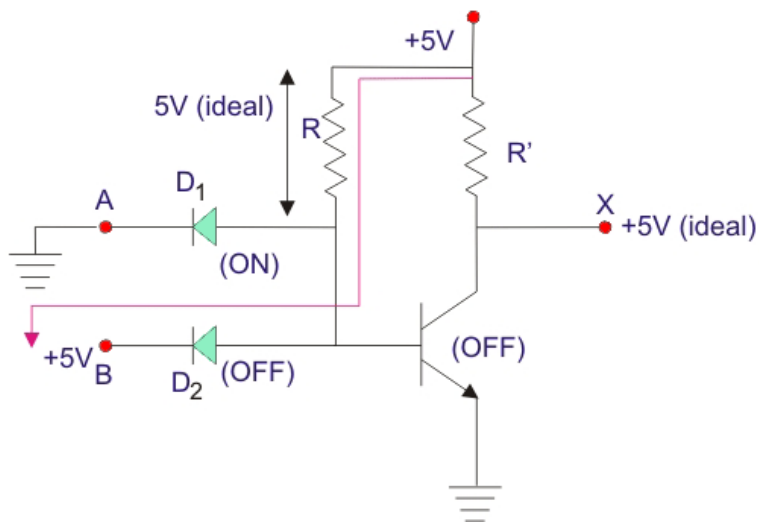 +5V
5V (ideal)
R
R’
D1
A
X
+5V (ideal)
(ON)
+5V
B
D2
(OFF)
(OFF)